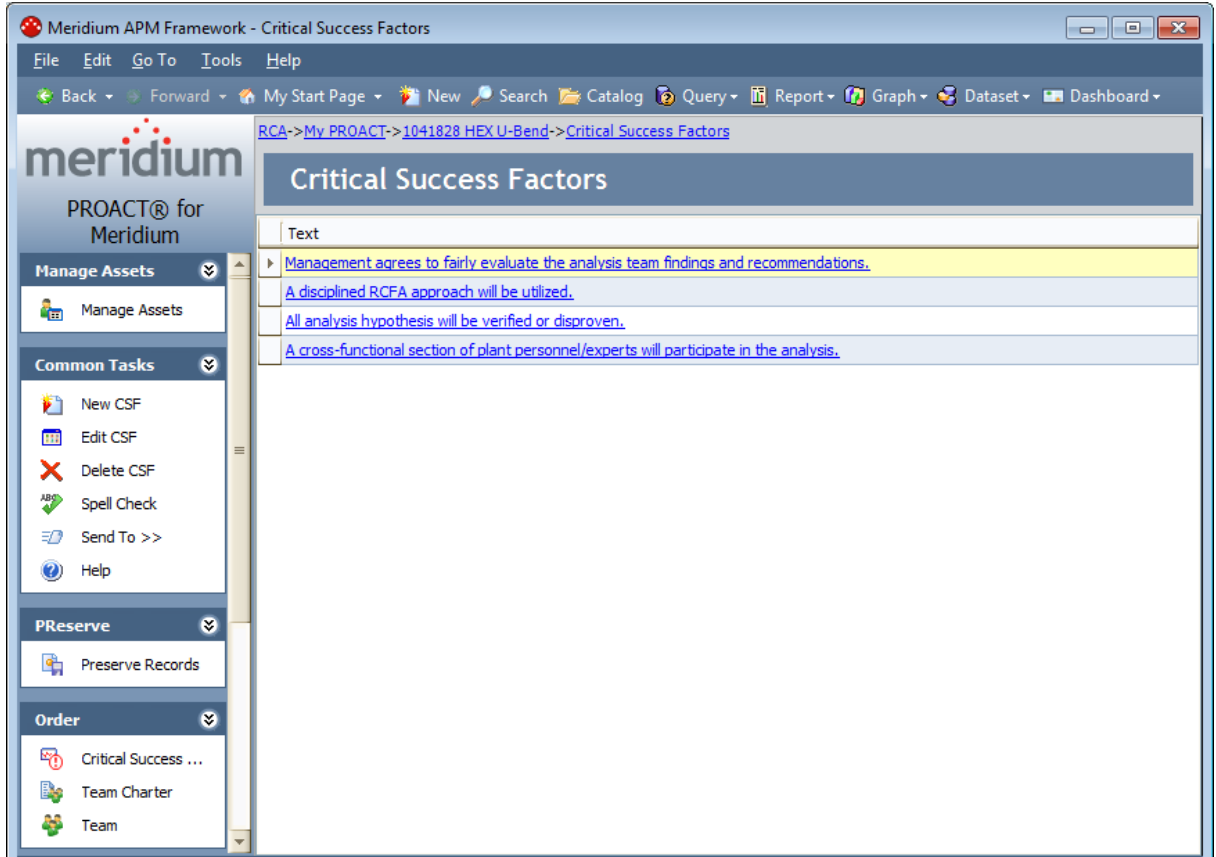 Meridium APM Framework - Critical Success Factors
File Edit Go To Tools Help
Back Forward My Start Page New Search Catalog Query Report Graph Dataset Dashboard
meridium
PROACT® for
Meridium
RCA->My PROACT->1041828 HEX U-Bend->Critical Success Factors
Critical Success Factors
Text
Management agrees to fairly evaluate the analysis team findings and recommendations.
A disciplined RCFA approach will be utilized.
All analysis hypothesis will be verified or disproven.
A cross-functional section of plant personnel/experts will participate in the analysis.
Manage Assets
Manage Assets
Common Tasks
New CSF
Edit CSF
Delete CSF
ABC
Spell Check
Send To >>
Help
PReserve
Preserve Records
Order
Critical Success ...
Team Charter
Team